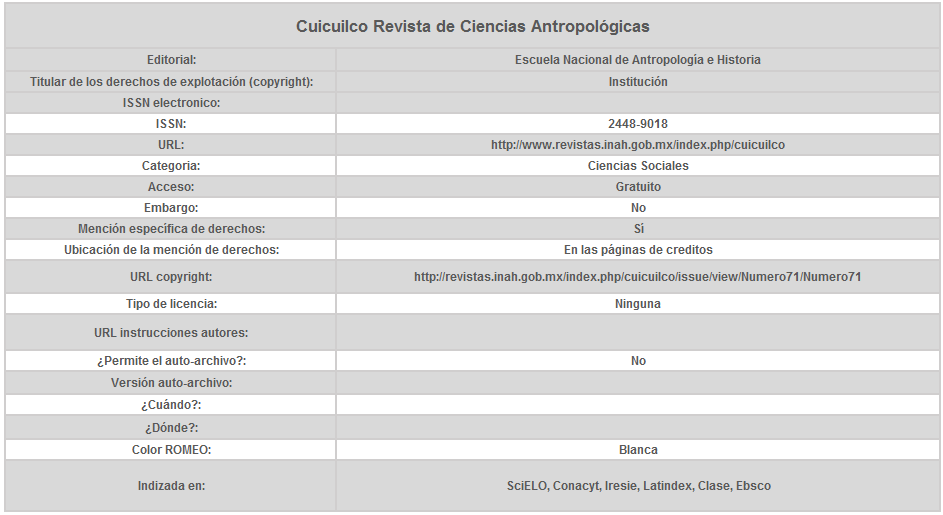 Cuicuilco Revista de Ciencias Antropológicas
Editorial: Escuela Nacional de Antropología e Historia
Titular de los derechos de explotación (copyright): Institución
ISSN electronico:
ISSN: 2448-9018
URL: http://www.revistas.inah.gob.mx/index.php/cuicuilco
Categoria: Ciencias Sociales
Acceso: Gratuito
Embargo: No
Mención específica de derechos: Sí
Ubicación de la mención de derechos: En las páginas de creditos
URL copyright: http://revistas.inah.gob.mx/index.php/cuicuilco/issue/view/Numero71/Numero71
Tipo de licencia: Ninguna
URL instrucciones autores:
¿Permite el auto-archivo?: No
Versión auto-archivo:
¿Cuándo?:
¿Dónde?:
Color ROMEO: Blanca
Indizada en: SciELO, Conacyt, Iresie, Latindex, Clase, Ebsco